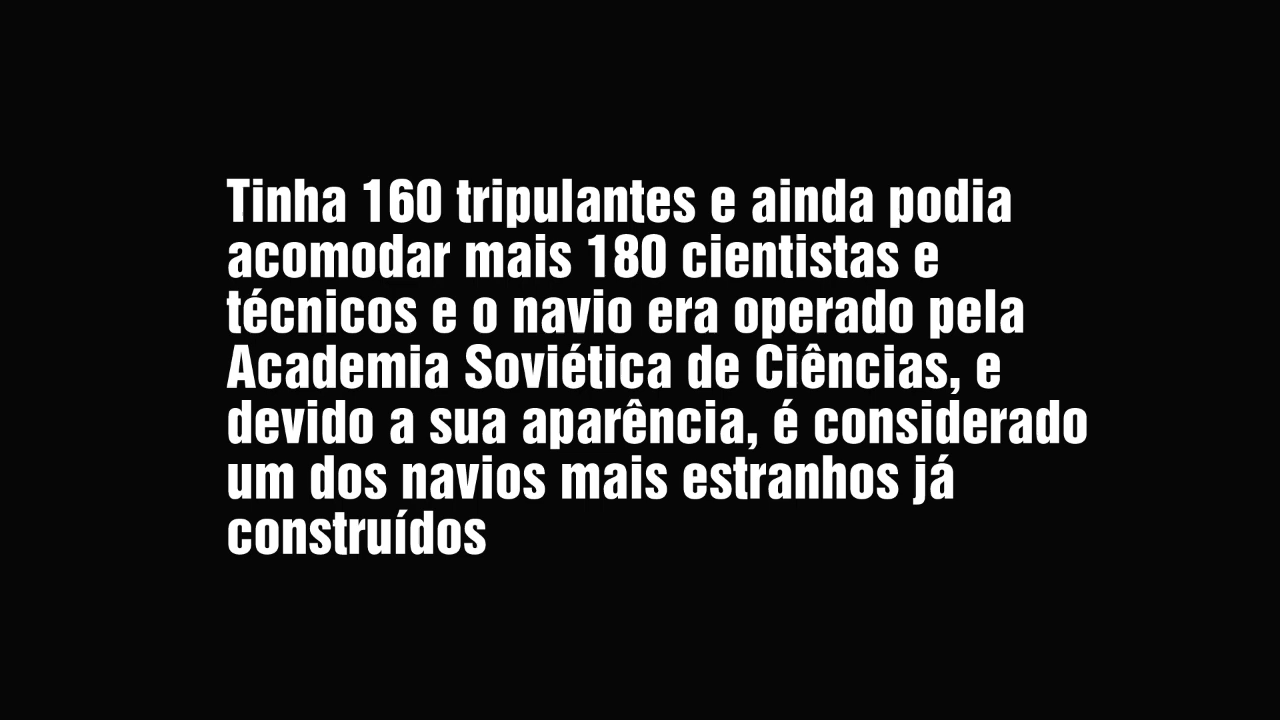 Tinha 160 tripulantes e ainda podia
acomodar mais 180 cientistas e
técnicos e o navio era operado pela
Academia Soviética de Ciências, e
devido a sua aparência, é considerado
um dos navios mais estranhos já
construídos